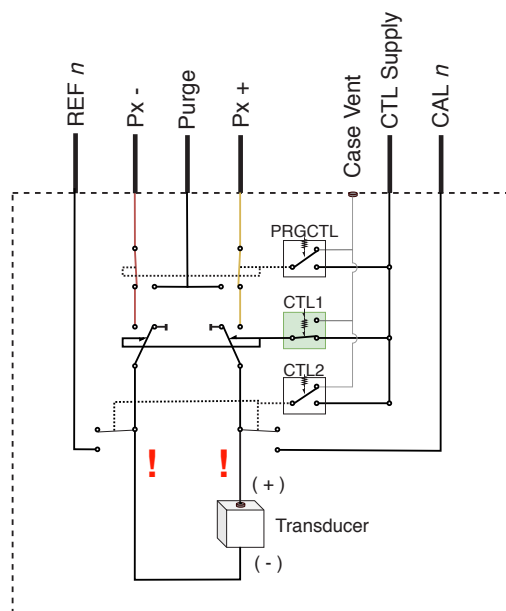 REF n
Px -
Purge
Px +
Case Vent
CTL Supply
CAL n
PRGCTL
CTL1
CTL2
! !
( + )
Transducer
( - )